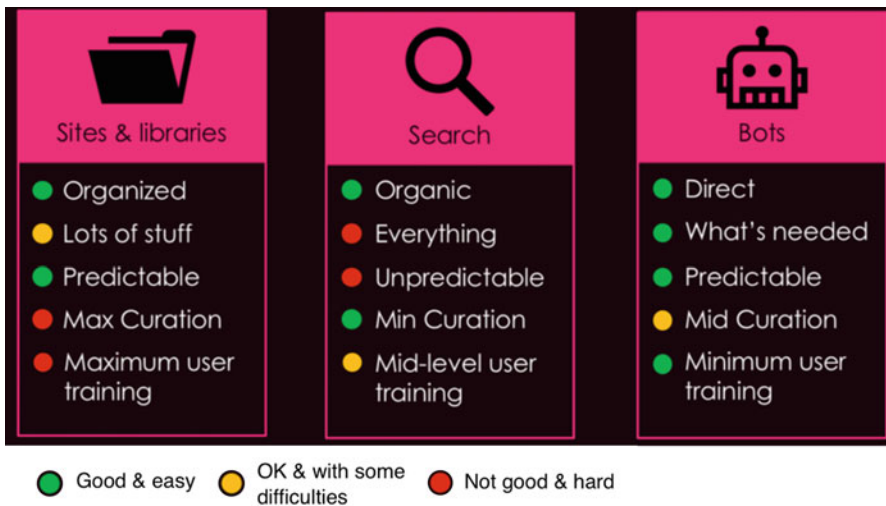 Sites & libraries
Organized
Lots of stuff
Predictable
Max Curation
Maximum user
training
Search
Organic
Everything
Unpredictable
Min Curation
Mid-level user
training
Bots
Direct
What's needed
Predictable
Mid Curation
Minimum user
training
Good & easy
OK & with some
difficulties
Not good & hard